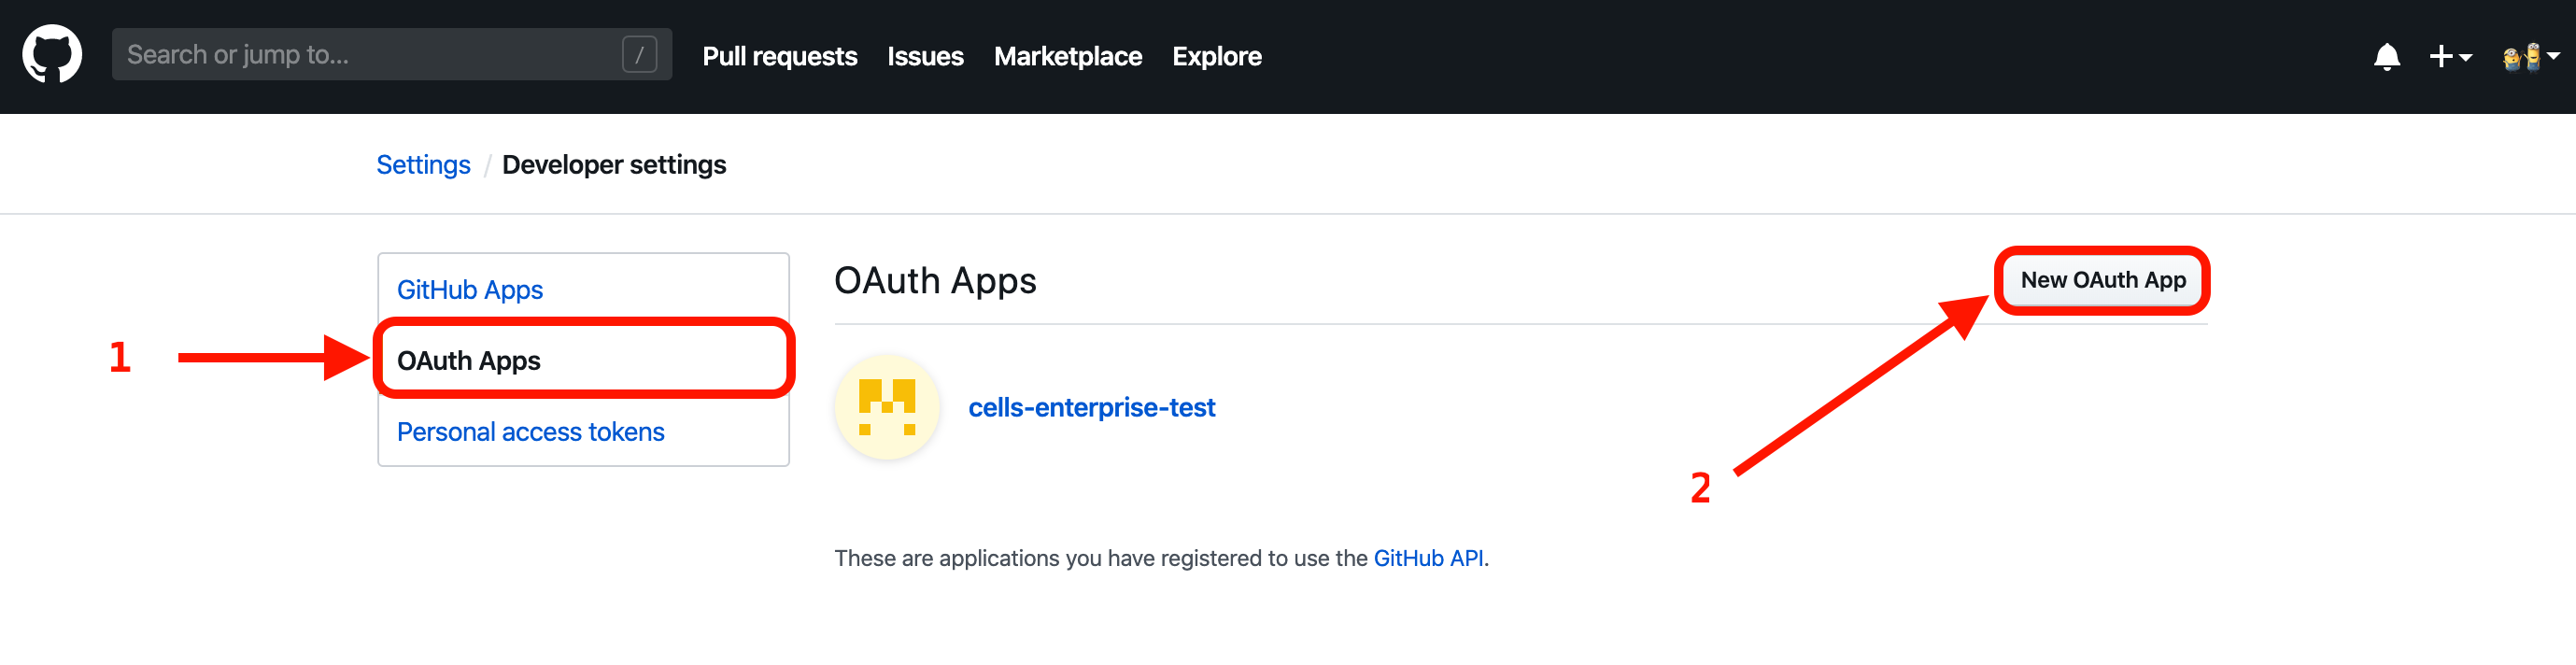 Search or jump to... /
Pull requests Issues Marketplace Explore
Settings / Developer settings
GitHub Apps
OAuth Apps
Personal access tokens
1
OAuth Apps
New OAuth App
2
cells-enterprise-test
These are applications you have registered to use the GitHub API.